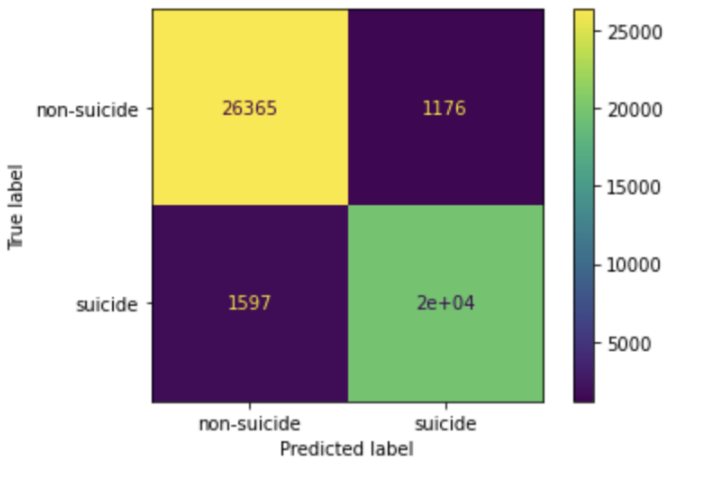 25000
non-suicide 26365 1176
20000
True label
15000
10000
suicide 1597 2e+04
5000
non-suicide suicide
Predicted label